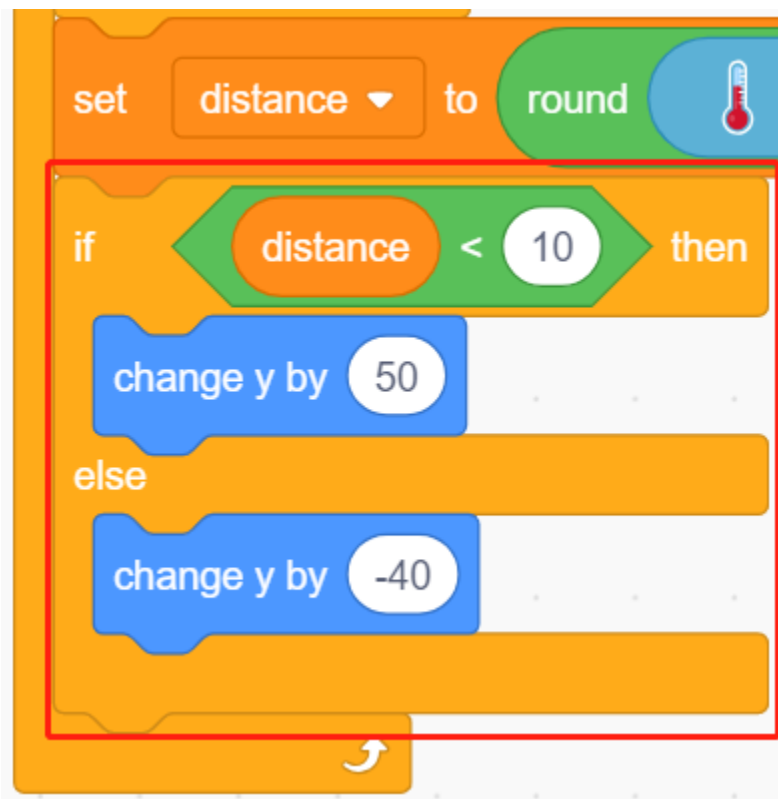 set distance to round
if distance < 10 then
change y by 50
else
change y by -40